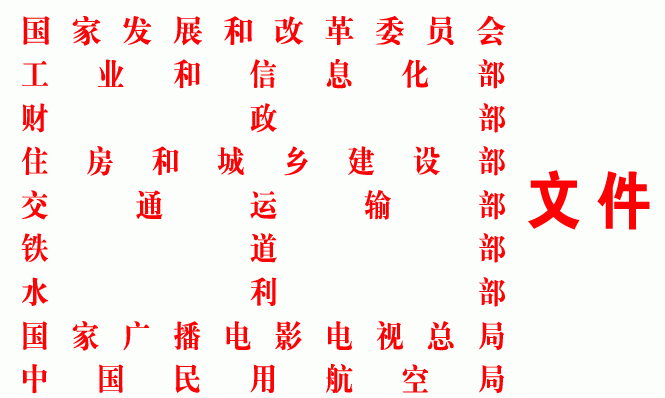 国家发展和改革委员会
工业和信息化部
财政部
住房和城乡建设部
交通运输部
铁道部
水利部
国家广播电影电视总局
中国民用航空局
文件